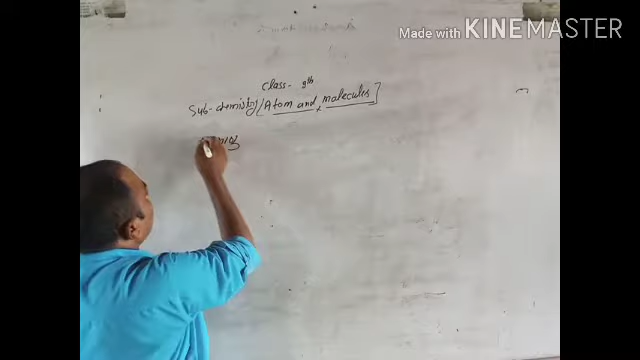 Made with KINEMASTER
Class- 9th
Sub- chemistry [Atom and molecules]